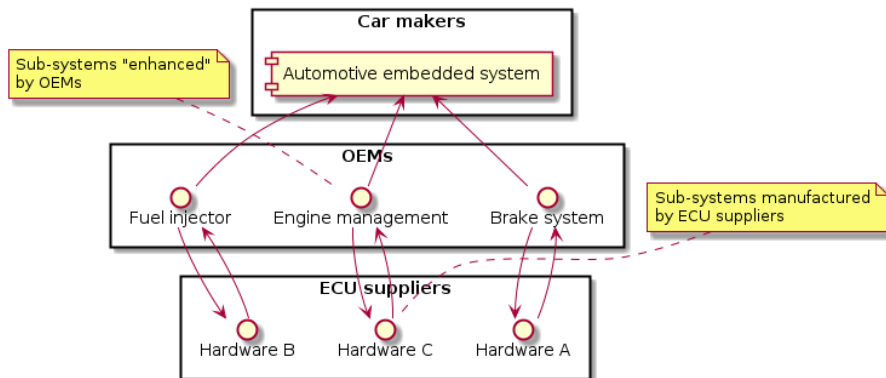 Car makers
Sub-systems "enhanced"
by OEMs
Automotive embedded system
OEMs
Fuel injector
Engine management
Brake system
Sub-systems manufactured
by ECU suppliers
ECU suppliers
Hardware B
Hardware C
Hardware A